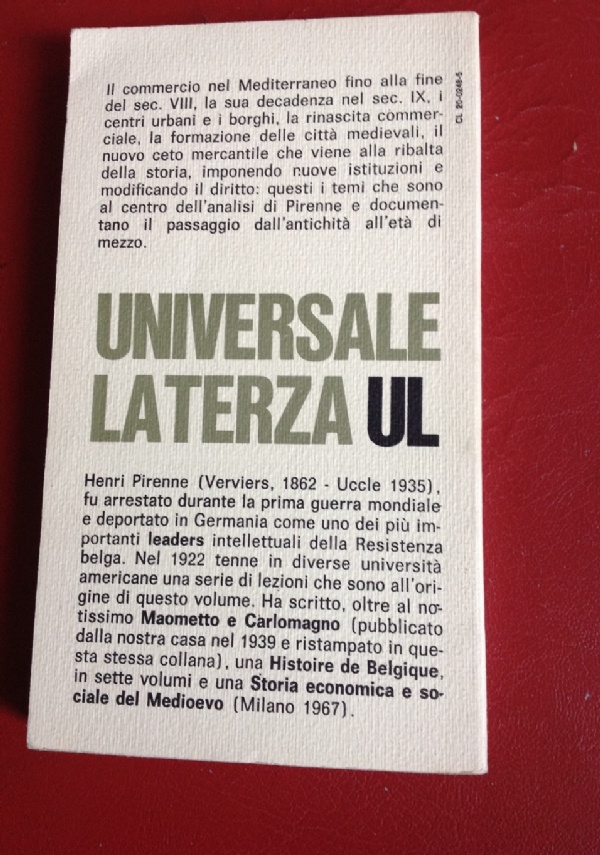 Il commercio nel Mediterraneo fino alla fine
del sec. VIII, la sua decadenza nel sec. IX, i
centri urbani e i borghi, la rinascita commer-
ciale, la formazione delle città medievali, il
nuovo ceto mercantile che viene alla ribalta
della storia, imponendo nuove istituzioni e
modificando il diritto: questi i temi che sono
al centro dell'analisi di Pirenne e documen-
tano il passaggio dall'antichità all'età di
mezzo.
CL 20-0248-5
UNIVERSALE
LATERZA UL
Henri Pirenne (Verviers, 1862 - Uccle 1935),
fu arrestato durante la prima guerra mondiale
e deportato in Germania come uno dei più im-
portanti leaders intellettuali della Resistenza
belga. Nel 1922 tenne in diverse università
americane una serie di lezioni che sono all'ori-
gine di questo volume. Ha scritto, oltre al no-
tissimo Maometto e Carlomagno (pubblicato
dalla nostra casa nel 1939 e ristampato in que-
sta stessa collana), una Histoire de Belgique,
in sette volumi e una Storia economica e so-
ciale del Medioevo (Milano 1967).